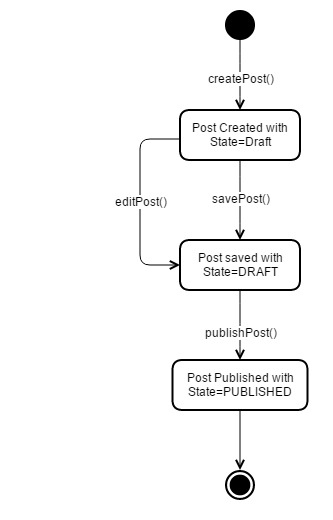 createPost()
Post Created with
State=Draft
editPost()
savePost()
Post saved with
State=DRAFT
publishPost()
Post Published with
State=PUBLISHED